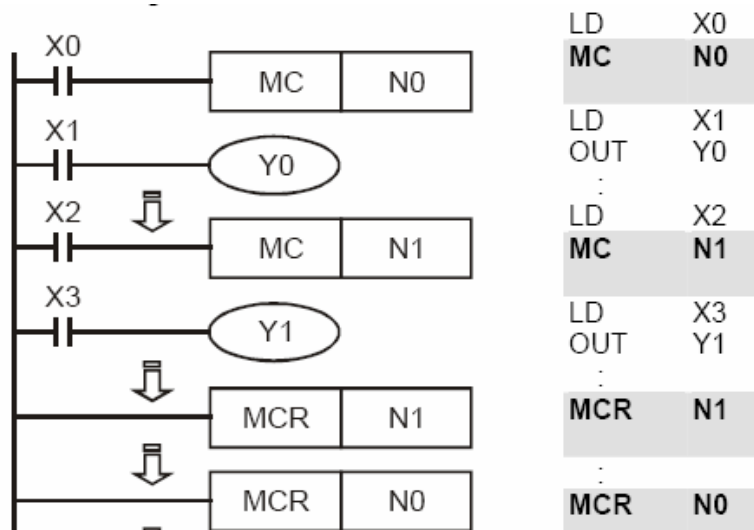 X0
MC N0
X1
Y0
X2
MC N1
X3
Y1
MCR N1
MCR N0
LD X0
MC N0
LD X1
OUT Y0
:
LD X2
MC N1
LD X3
OUT Y1
:
MCR N1
:
MCR N0